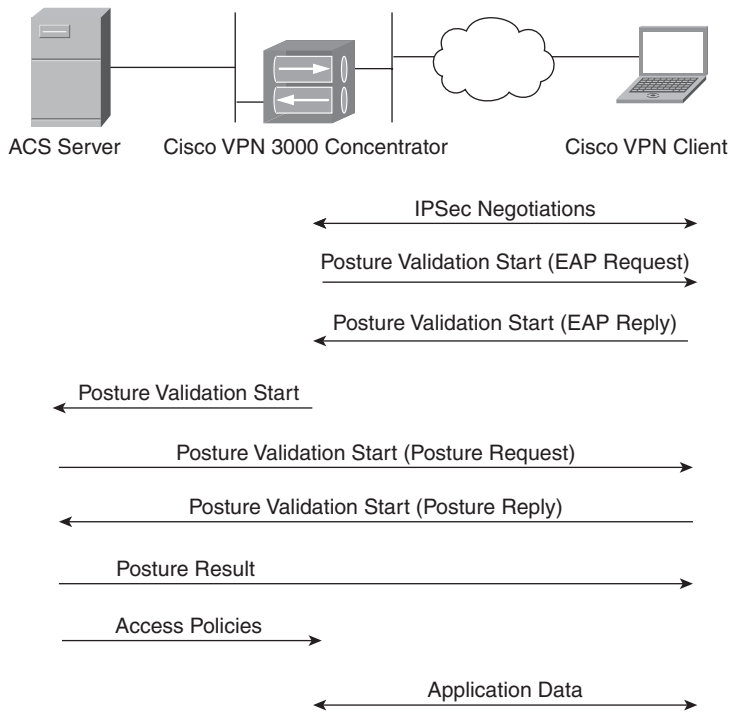 ACS Server
Cisco VPN 3000 Concentrator
Cisco VPN Client
IPSec Negotiations
Posture Validation Start (EAP Request)
Posture Validation Start (EAP Reply)
Posture Validation Start
Posture Validation Start (Posture Request)
Posture Validation Start (Posture Reply)
Posture Result
Access Policies
Application Data